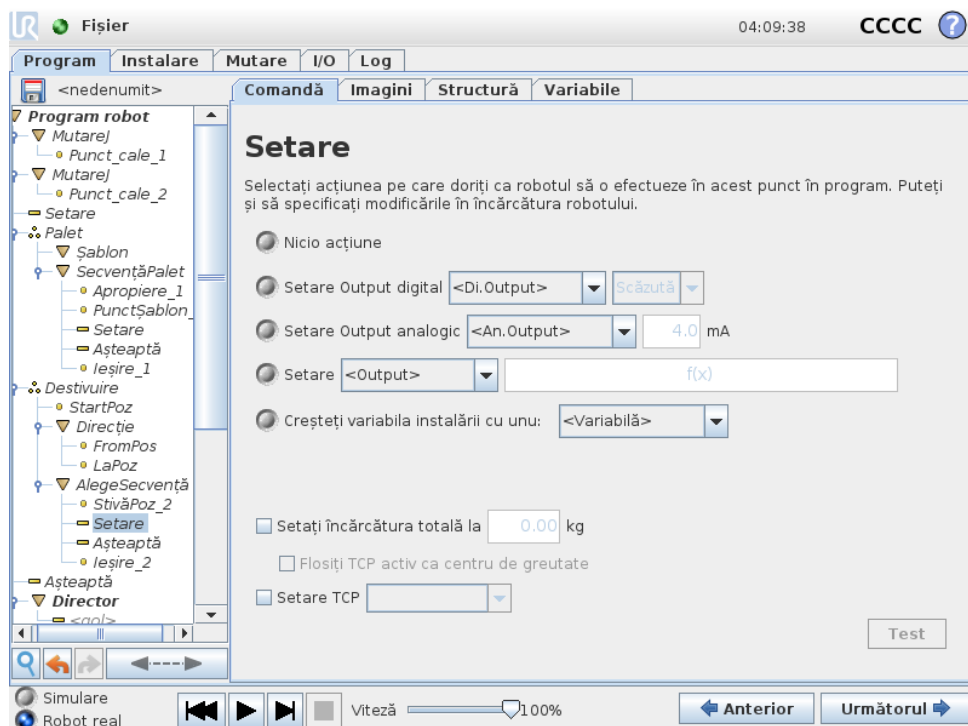 UR Fișier 04:09:38 CCCC ?
Program Instalare Mutare I/O Log
<nedenumit>
Comandă Imagini Structură Variabile
Program robot
MutareJ
Punct_cale_1
MutareJ
Punct_cale_2
Setare
Palet
Șablon
SecvențăPalet
Apropiere_1
PunctȘablon_
Setare
Așteaptă
Ieșire_1
Destivuire
StartPoz
Direcție
FromPos
LaPoz
AlegeSecvență
StivăPoz_2
Setare
Așteaptă
Ieșire_2
Așteaptă
Director
<gol>
Setare
Selectați acțiunea pe care doriți ca robotul să o efectueze în acest punct în program. Puteți
și să specificați modificările în încărcătura robotului.
Nicio acțiune
Setare Output digital <Di.Output> Scăzută
Setare Output analogic <An.Output> 4.0 mA
Setare <Output> f(x)
Creșteți variabila instalării cu unu: <Variabilă>
Setați încărcătura totală la 0.00 kg
Flosiți TCP activ ca centru de greutate
Setare TCP
Test
Simulare
Robot real
Viteză 100%
Anterior Următorul